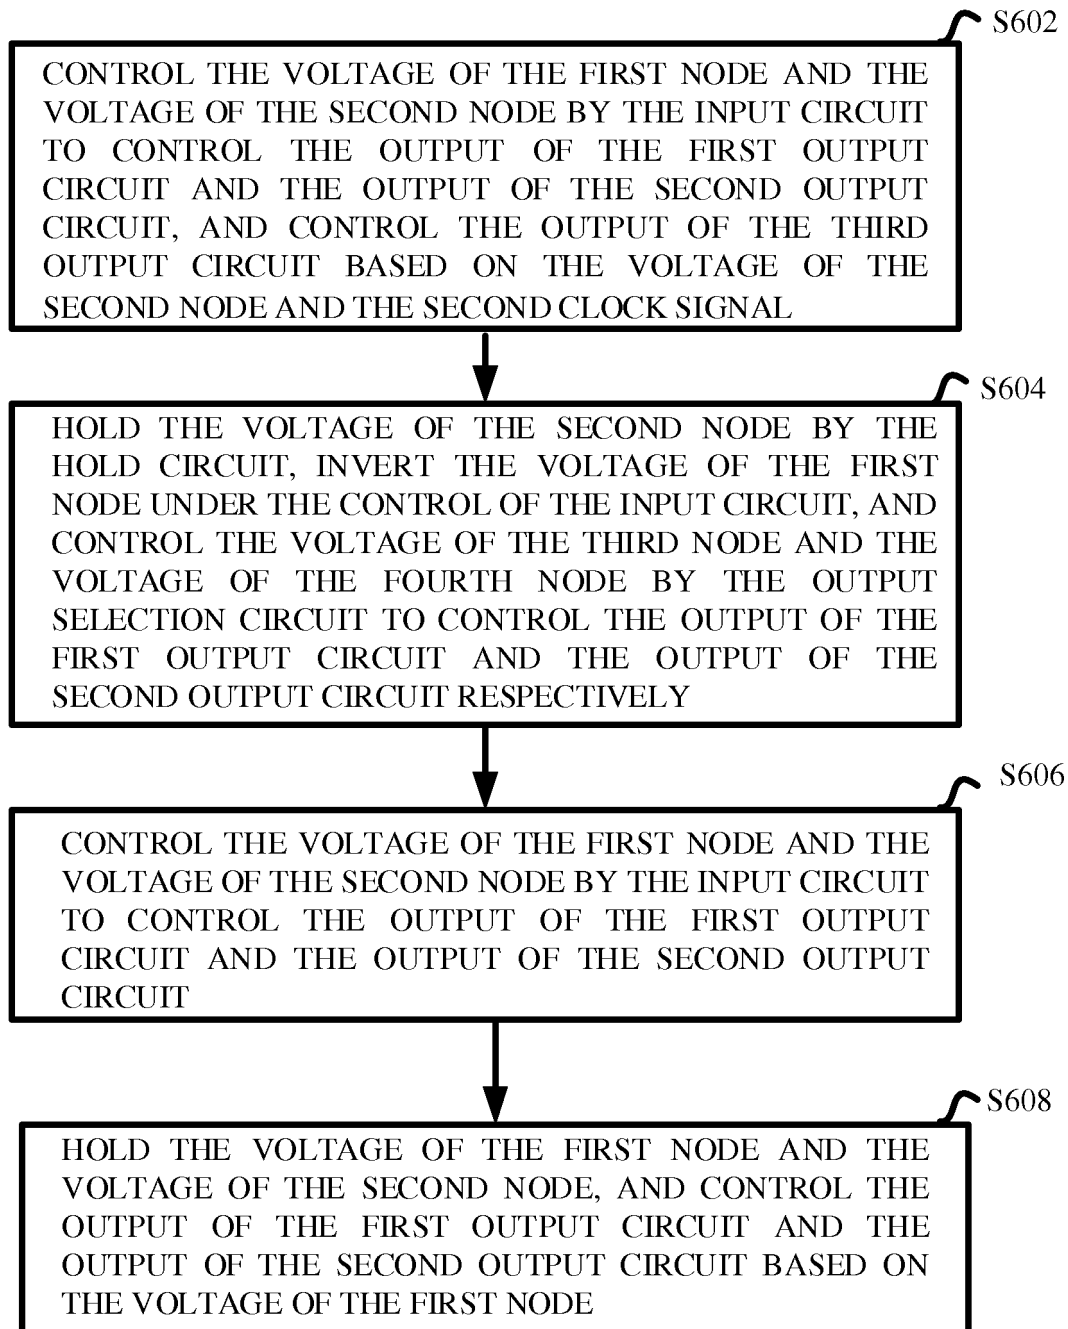 S602
CONTROL THE VOLTAGE OF THE FIRST NODE AND THE
VOLTAGE OF THE SECOND NODE BY THE INPUT CIRCUIT
TO CONTROL THE OUTPUT OF THE FIRST OUTPUT
CIRCUIT AND THE OUTPUT OF THE SECOND OUTPUT
CIRCUIT, AND CONTROL THE OUTPUT OF THE THIRD
OUTPUT CIRCUIT BASED ON THE VOLTAGE OF THE
SECOND NODE AND THE SECOND CLOCK SIGNAL
S604
HOLD THE VOLTAGE OF THE SECOND NODE BY THE
HOLD CIRCUIT, INVERT THE VOLTAGE OF THE FIRST
NODE UNDER THE CONTROL OF THE INPUT CIRCUIT, AND
CONTROL THE VOLTAGE OF THE THIRD NODE AND THE
VOLTAGE OF THE FOURTH NODE BY THE OUTPUT
SELECTION CIRCUIT TO CONTROL THE OUTPUT OF THE
FIRST OUTPUT CIRCUIT AND THE OUTPUT OF THE
SECOND OUTPUT CIRCUIT RESPECTIVELY
S606
CONTROL THE VOLTAGE OF THE FIRST NODE AND THE
VOLTAGE OF THE SECOND NODE BY THE INPUT CIRCUIT
TO CONTROL THE OUTPUT OF THE FIRST OUTPUT
CIRCUIT AND THE OUTPUT OF THE SECOND OUTPUT
CIRCUIT
S608
HOLD THE VOLTAGE OF THE FIRST NODE AND THE
VOLTAGE OF THE SECOND NODE, AND CONTROL THE
OUTPUT OF THE FIRST OUTPUT CIRCUIT AND THE
OUTPUT OF THE SECOND OUTPUT CIRCUIT BASED ON
THE VOLTAGE OF THE FIRST NODE